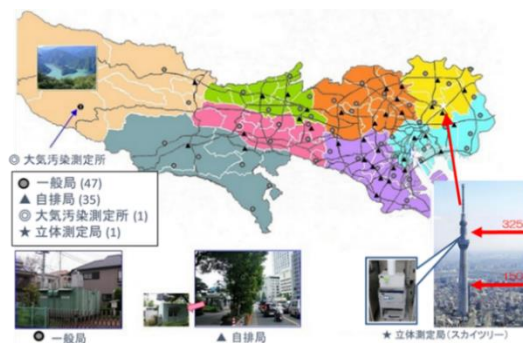 ◎ 大気汚染測定所
● 一般局 (47)
▲ 自排局 (35)
◎ 大気汚染測定所 (1)
★ 立体測定局 (1)
325
150
● 一般局
▲ 自排局
★ 立体測定局(スカイツリー)